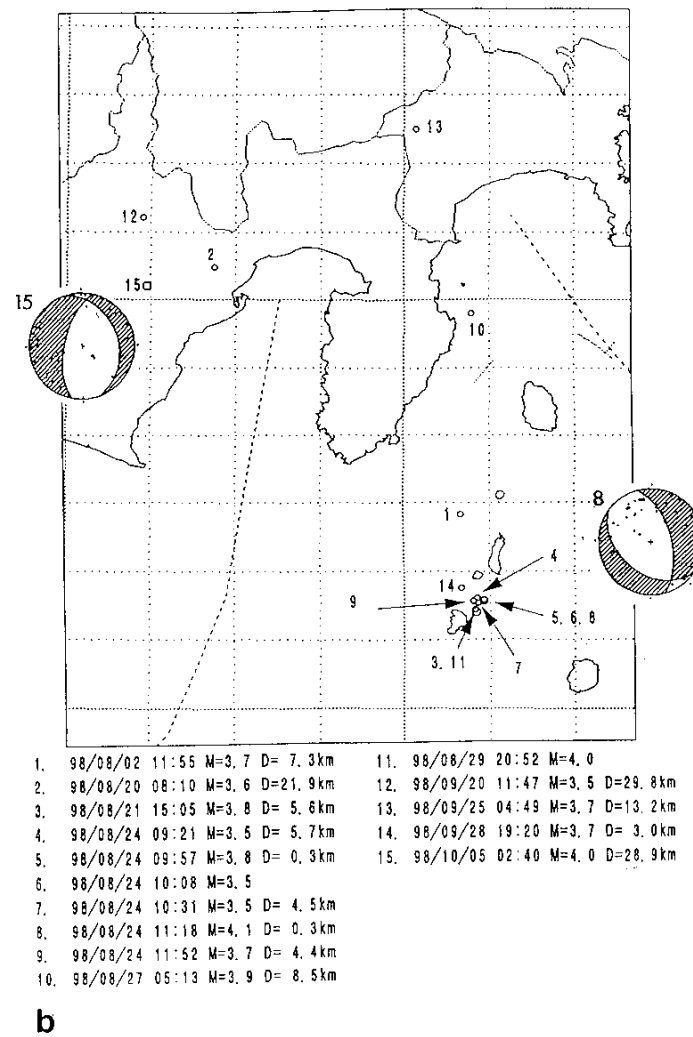 13
12
2
15
15
10
8
1
4
14
9
5, 6, 8
3, 11
7
1. 98/08/02 11:55 M=3.7 D= 7.3km
2. 98/08/20 08:10 M=3.6 D=21.9km
3. 98/08/21 15:05 M=3.8 D= 5.6km
4. 98/08/24 09:21 M=3.5 D= 5.7km
5. 98/08/24 09:57 M=3.8 D= 0.3km
6. 98/08/24 10:08 M=3.5
7. 98/08/24 10:31 M=3.5 D= 4.5km
8. 98/08/24 11:18 M=4.1 D= 0.3km
9. 98/08/24 11:52 M=3.7 D= 4.4km
10. 98/08/27 05:13 M=3.9 D= 8.5km
11. 98/08/29 20:52 M=4.0
12. 98/09/20 11:47 M=3.5 D=29.8km
13. 98/09/25 04:49 M=3.7 D=13.2km
14. 98/09/28 19:20 M=3.7 D= 3.0km
15. 98/10/05 02:40 M=4.0 D=28.9km
b